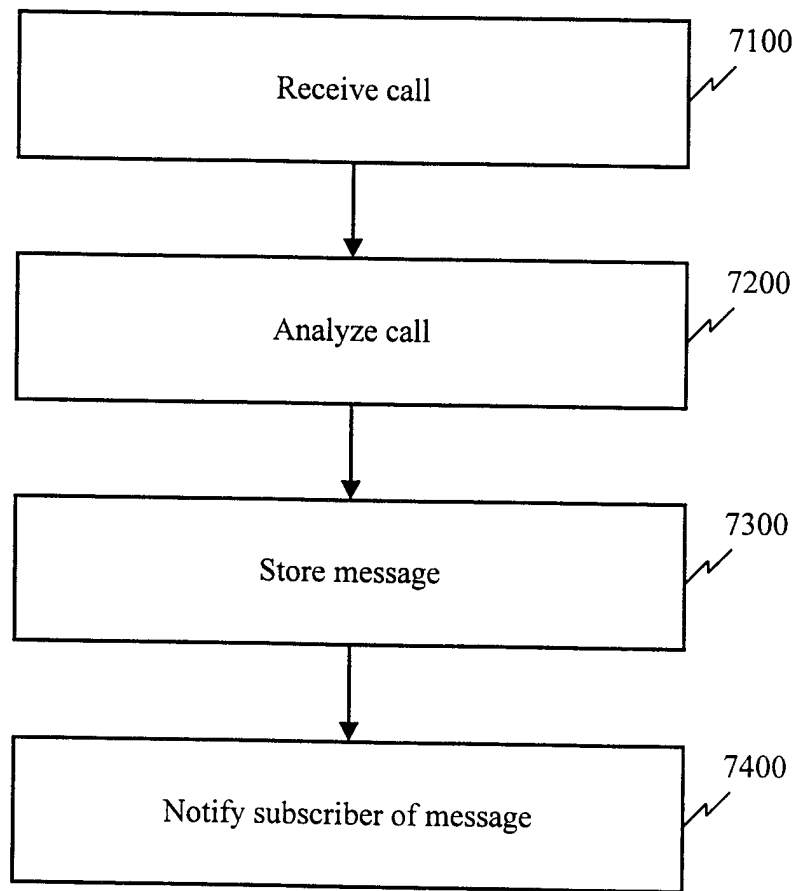 7100
Receive call
7200
Analyze call
7300
Store message
7400
Notify subscriber of message